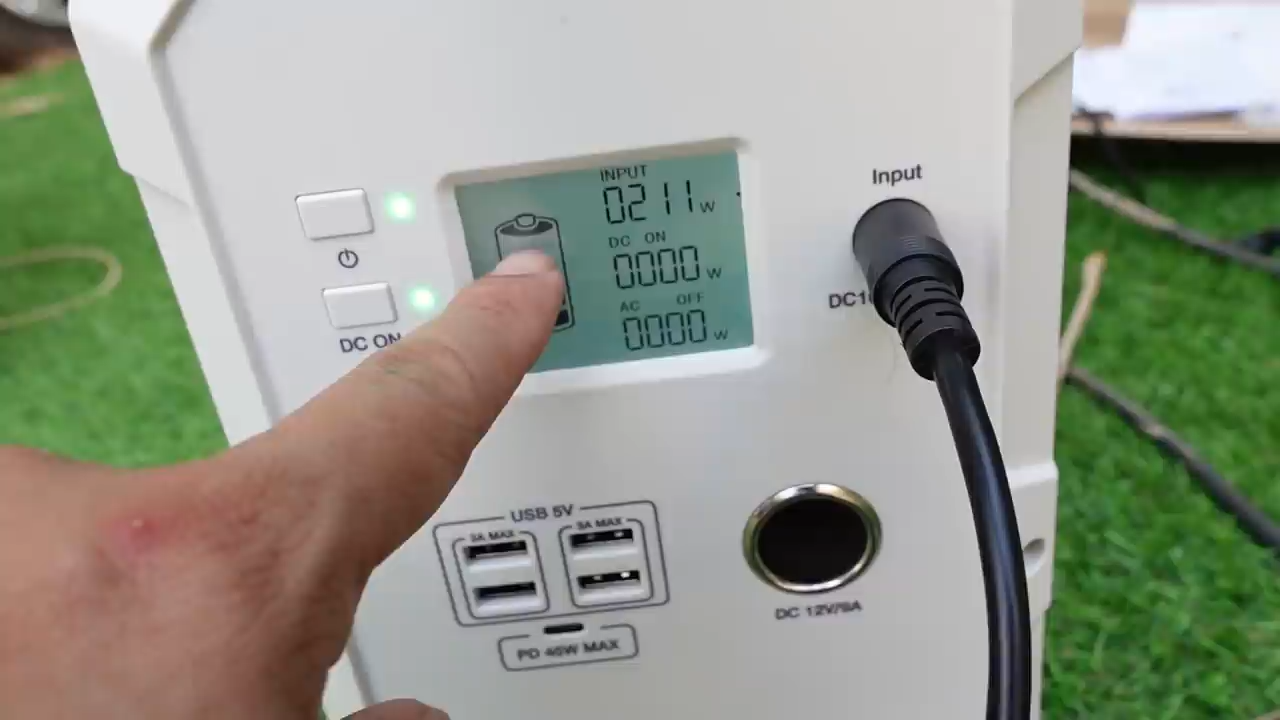 INPUT
0211 W
DC ON
0000 W
AC OFF
0000 W
DC ON
Input
USB 5V
3A MAX
3A MAX
PD 45W MAX
DC 12V/8A